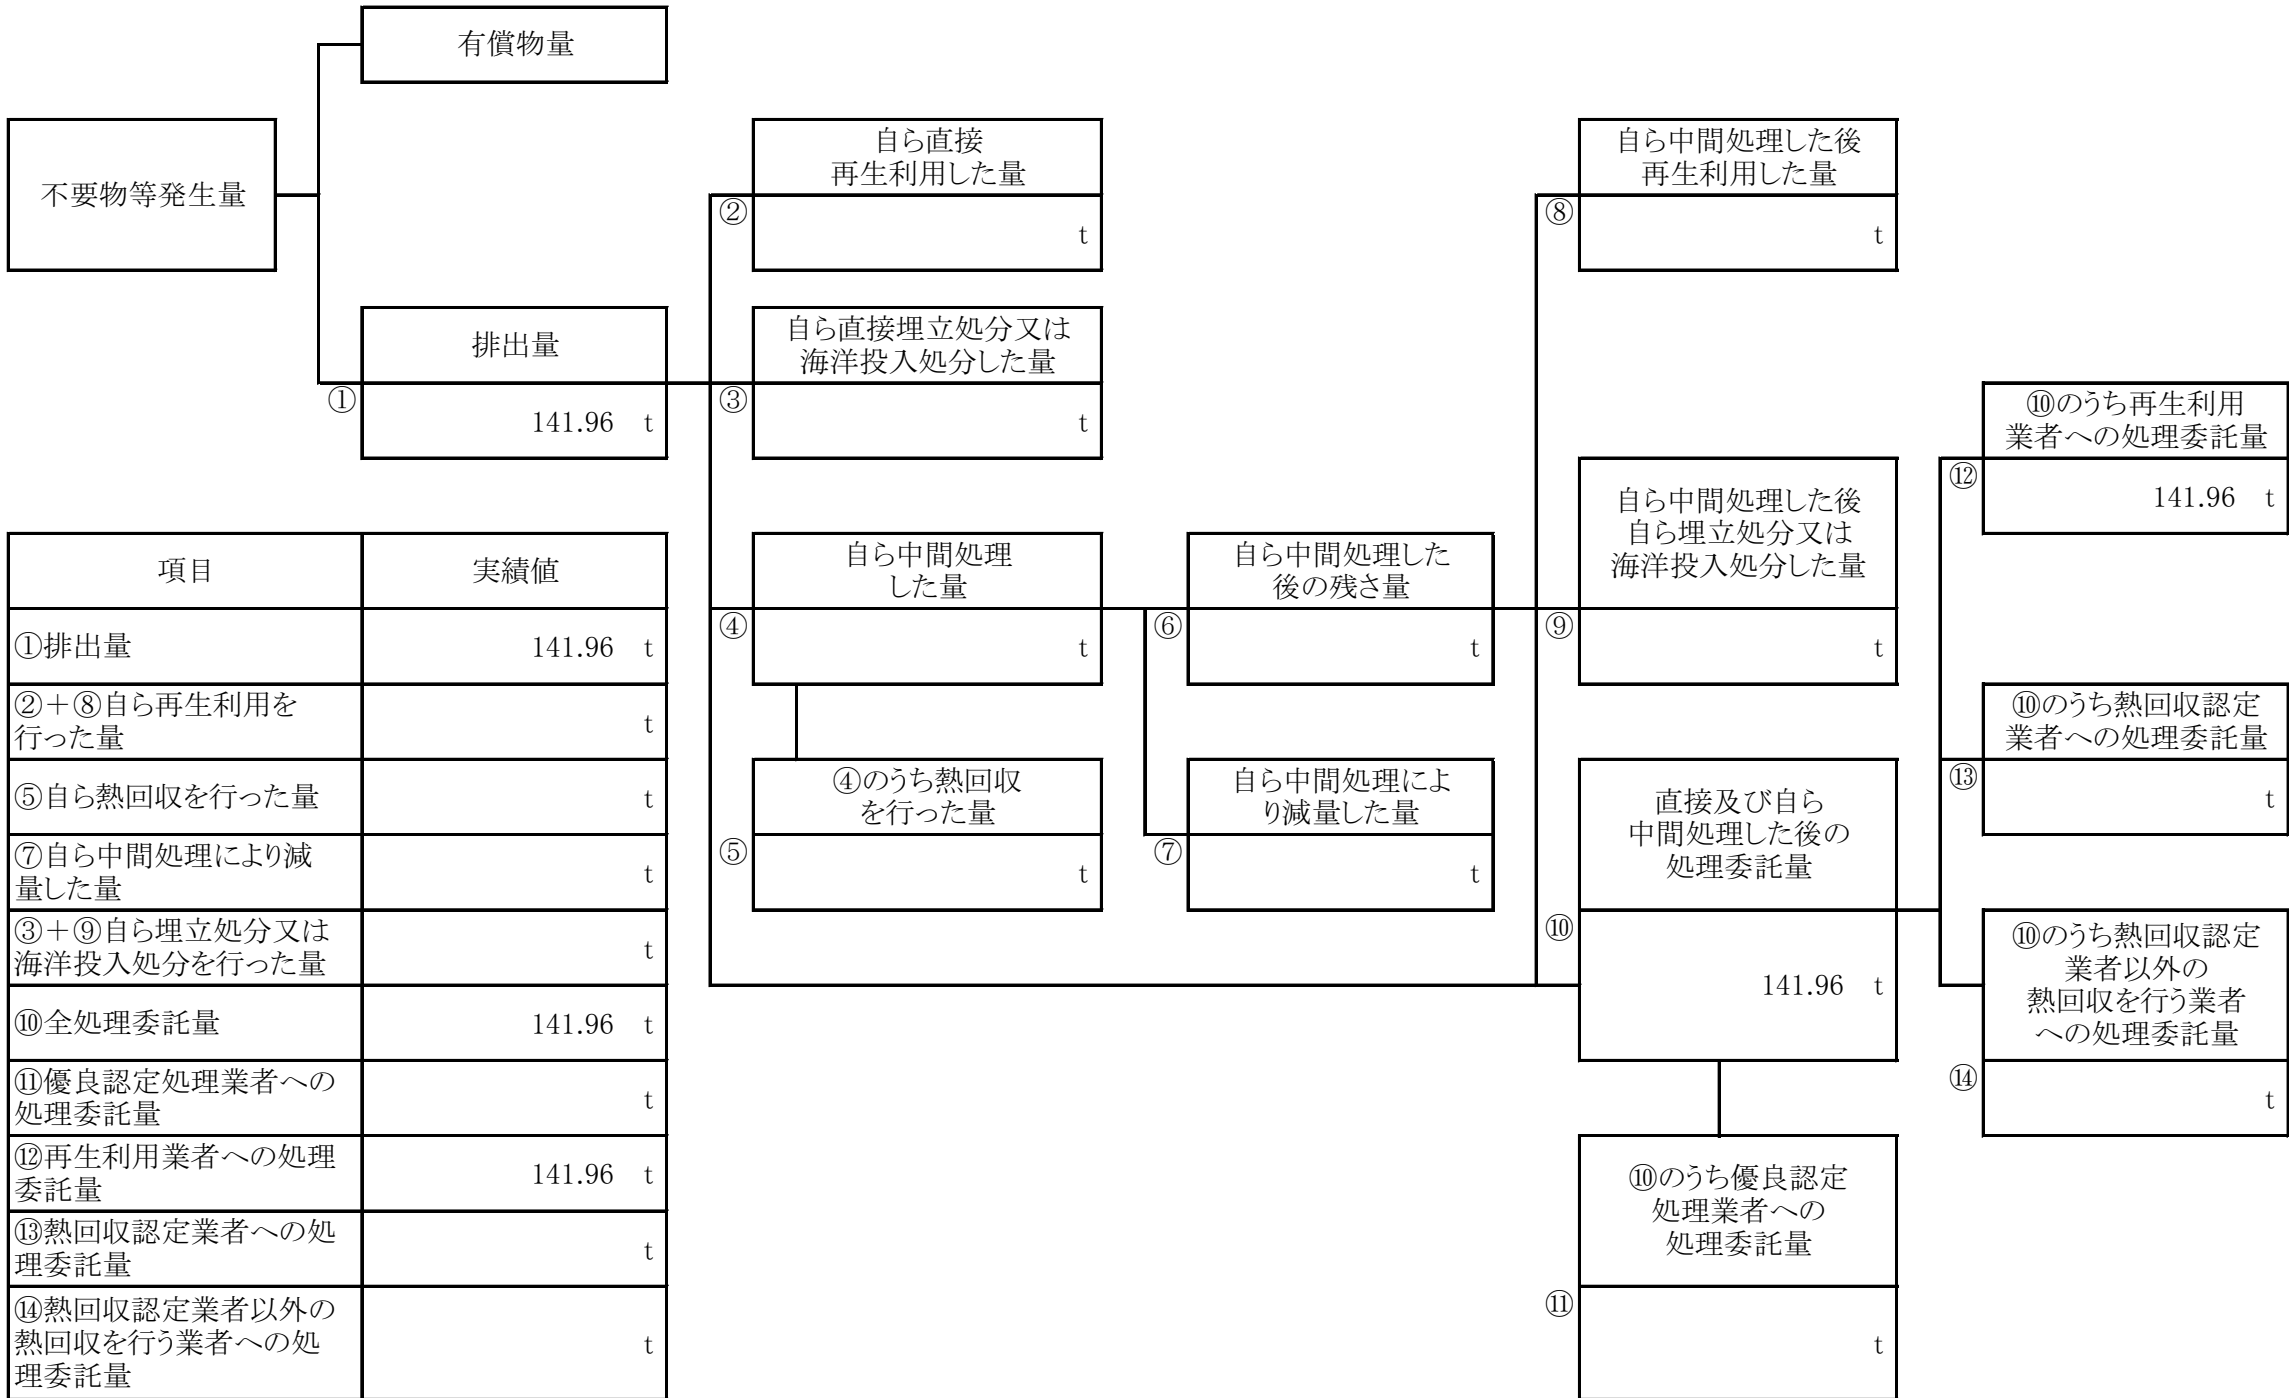 有償物量
不要物等発生量
排出量
①
141.96 t
自ら直接
再生利用した量
②
t
自ら直接埋立処分又は
海洋投入処分した量
③
t
自ら中間処理
した量
④
t
④のうち熱回収
を行った量
⑤
t
自ら中間処理した
後の残さ量
⑥
t
自ら中間処理によ
り減量した量
⑦
t
自ら中間処理した後
再生利用した量
⑧
t
自ら中間処理した後
自ら埋立処分又は
海洋投入処分した量
⑨
t
直接及び自ら
中間処理した後の
処理委託量
⑩
141.96 t
⑩のうち優良認定
処理業者への
処理委託量
⑪
t
⑩のうち再生利用
業者への処理委託量
⑫
141.96 t
⑩のうち熱回収認定
業者への処理委託量
⑬
t
⑩のうち熱回収認定
業者以外の
熱回収を行う業者
への処理委託量
⑭
t
項目 実績値
①排出量 141.96 t
②+⑧自ら再生利用を
行った量 t
⑤自ら熱回収を行った量 t
⑦自ら中間処理により減
量した量 t
③+⑨自ら埋立処分又は
海洋投入処分を行った量 t
⑩全処理委託量 141.96 t
⑪優良認定処理業者への
処理委託量 t
⑫再生利用業者への処理
委託量 141.96 t
⑬熱回収認定業者への処
理委託量 t
⑭熱回収認定業者以外の
熱回収を行う業者への処
理委託量 t